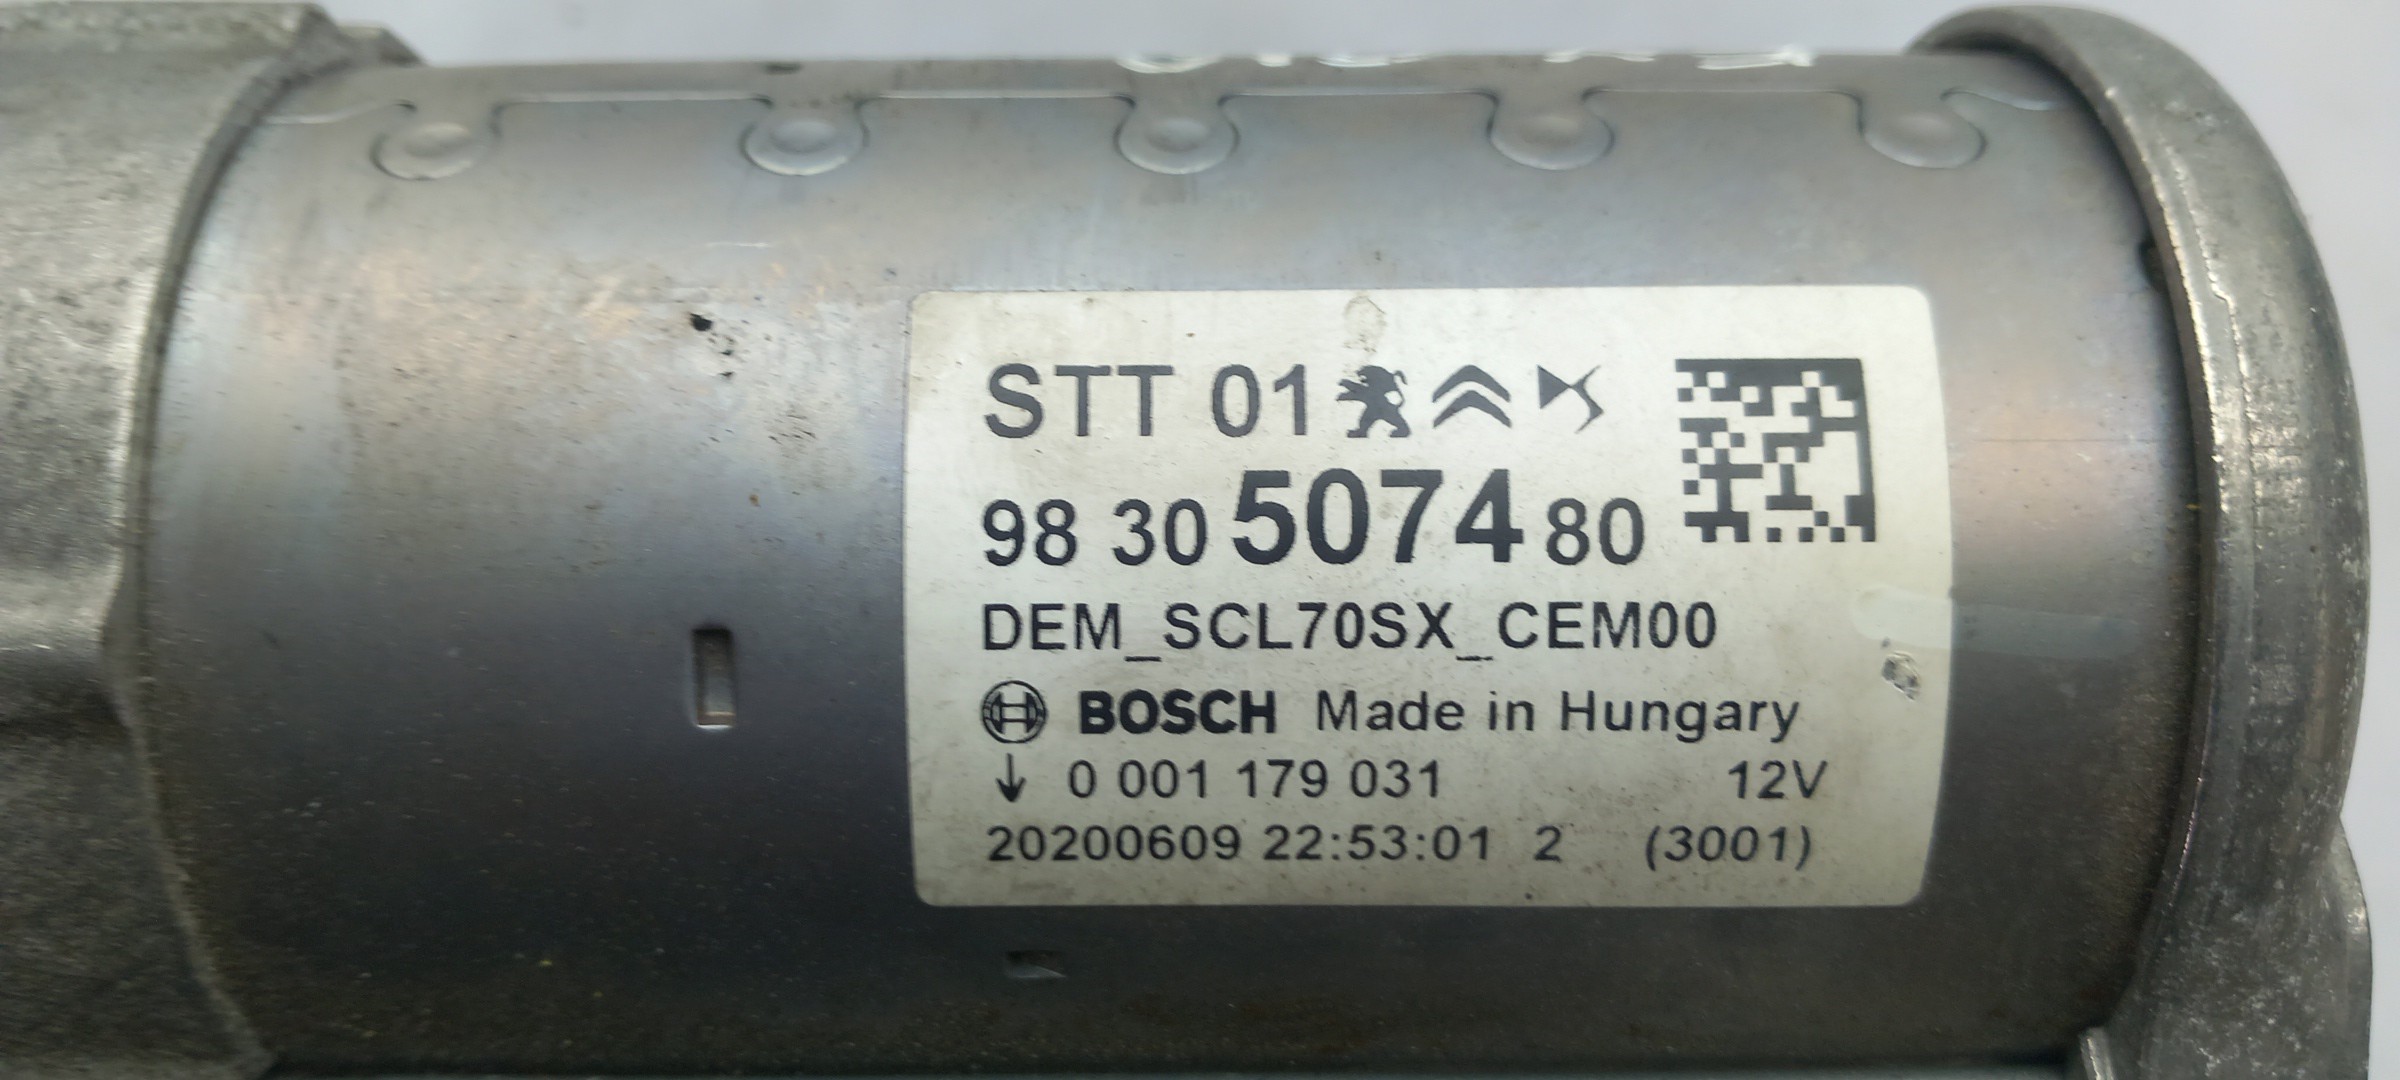 STT 01
98 30 5074 80
DEM_SCL70SX_CEM00
BOSCH Made in Hungary
↓ 0 001 179 031 12V
20200609 22:53:01 2 (3001)